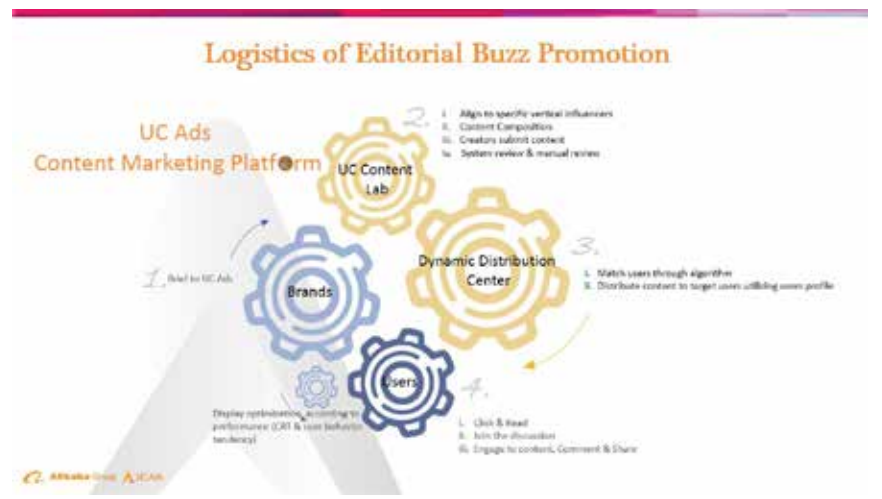 Logistics of Editorial Buzz Promotion
UC Ads
Content Marketing Platform
1.
Brief to UC Ads
2.
i. Align to specific vertical influencers
ii. Content Composition
iii. Creators submit content
iv. System review & manual review
UC Content
Lab
Brands
Dynamic Distribution
Center
3.
i. Match users through algorithm
ii. Distribute content to target users utilizing users profile
Users
4.
i. Click & Read
ii. Join the discussion
iii. Engage to content, Comment & Share
Display optimization, according to
performance (CRT & user behavior
tendency)
Alibaba Group